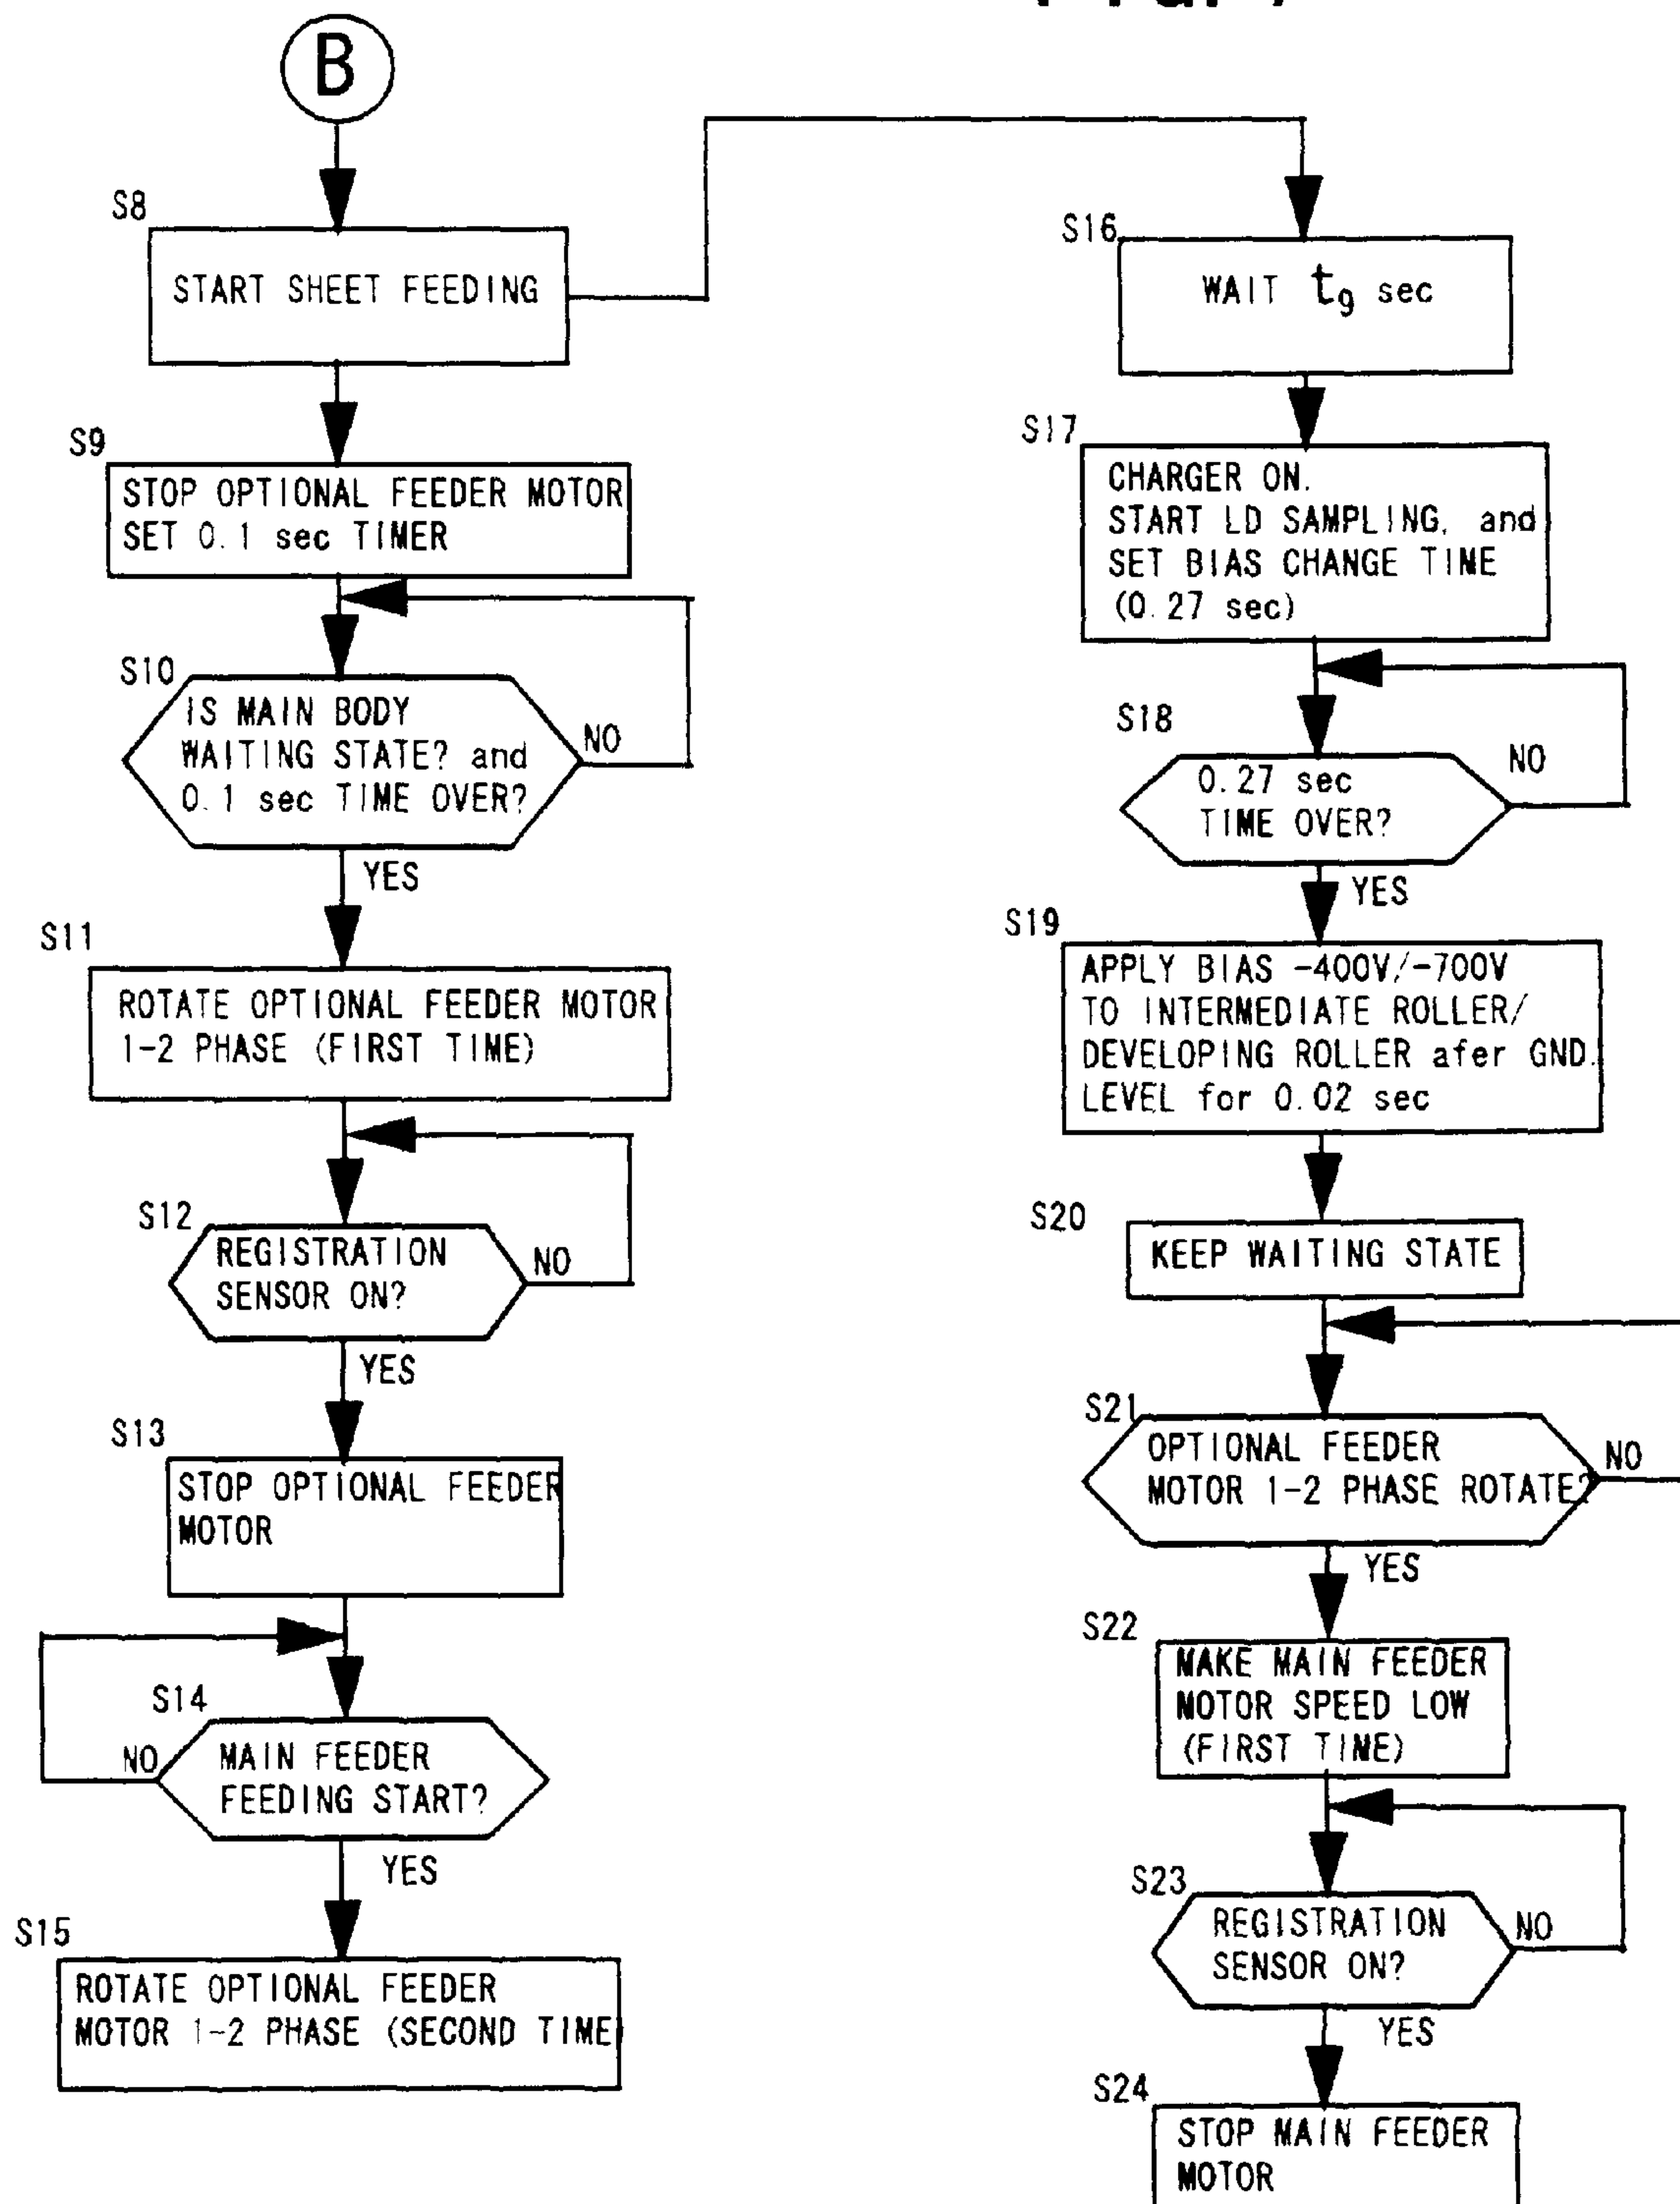 B
S8
START SHEET FEEDING
S9
STOP OPTIONAL FEEDER MOTOR
SET 0.1 sec TIMER
S10
IS MAIN BODY
WAITING STATE? and
0.1 sec TIME OVER?
NO
YES
S11
ROTATE OPTIONAL FEEDER MOTOR
1-2 PHASE (FIRST TIME)
S12
REGISTRATION
SENSOR ON?
NO
YES
S13
STOP OPTIONAL FEEDER
MOTOR
S14
NO
MAIN FEEDER
FEEDING START?
YES
S15
ROTATE OPTIONAL FEEDER
MOTOR 1-2 PHASE (SECOND TIME
S16
WAIT t9 sec
S17
CHARGER ON.
START LD SAMPLING, and
SET BIAS CHANGE TIME
(0.27 sec)
S18
0.27 sec
TIME OVER?
NO
YES
S19
APPLY BIAS -400V/-700V
TO INTERMEDIATE ROLLER/
DEVELOPING ROLLER afer GND.
LEVEL for 0.02 sec
S20
KEEP WAITING STATE
S21
OPTIONAL FEEDER
MOTOR 1-2 PHASE ROTATE?
NO
YES
S22
MAKE MAIN FEEDER
MOTOR SPEED LOW
(FIRST TIME)
S23
REGISTRATION
SENSOR ON?
NO
YES
S24
STOP MAIN FEEDER
MOTOR